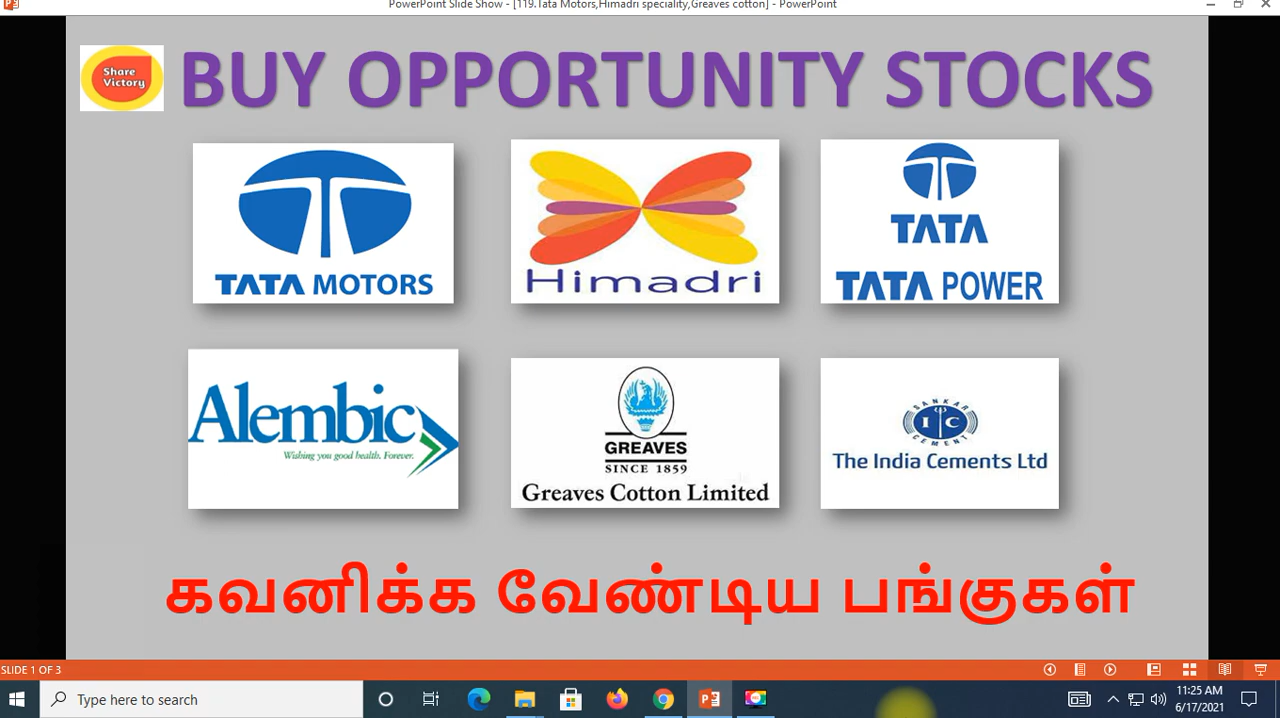 PowerPoint Slide Show - [119.Tata Motors,Himadri speciality,Greaves cotton] - PowerPoint
Share
Victory
BUY OPPORTUNITY STOCKS
TATA MOTORS
Himadri
TATA
TATA POWER
Alembic
Wishing you good health. Forever.
GREAVES
SINCE 1859
Greaves Cotton Limited
SANKAR
I C
CEMENT
The India Cements Ltd
கவனிக்க வேண்டிய பங்குகள்
SLIDE 1 OF 3
Type here to search
11:25 AM
6/17/2021